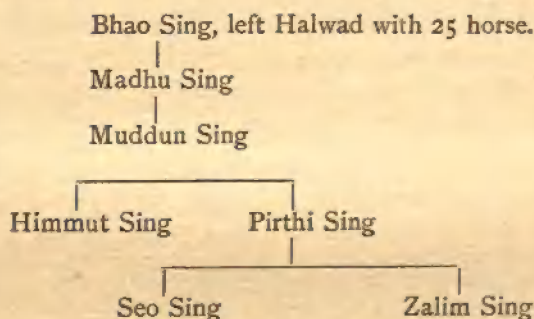 Bhao Sing, left Halwad with 25 horse.
Madhu Sing
Muddun Sing
Himmut Sing Pirthi Sing
Seo Sing Zalim Sing